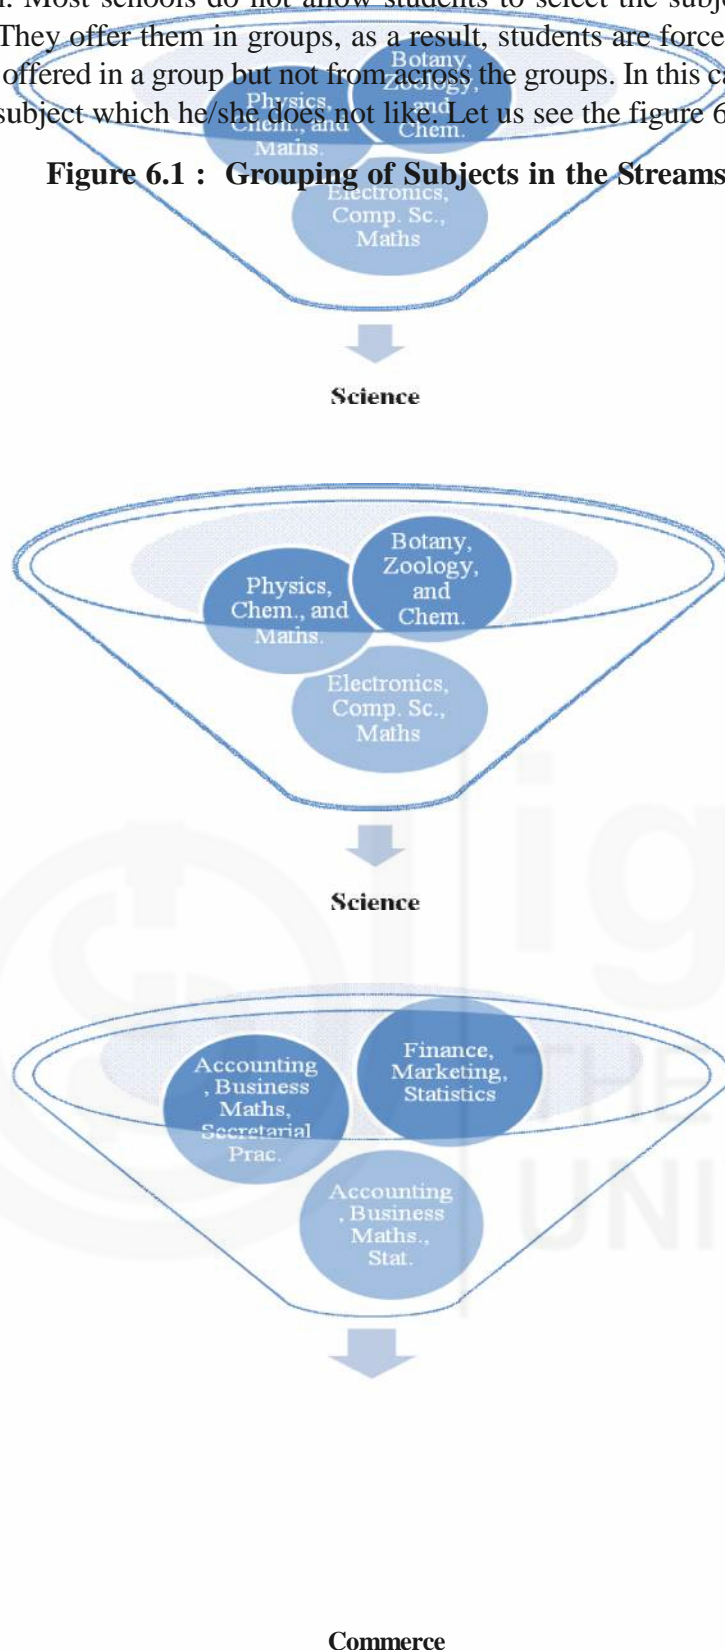 . Most schools do not allow students to select the subj
They offer them in groups, as a result, students are force
offered in a group but not from across the groups. In this ca
subject which he/she does not like. Let us see the figure 6
Figure 6.1 : Grouping of Subjects in the Streams
Physics,
Chem., and
Maths.
Botany,
Zoology,
and
Chem.
Electronics,
Comp. Sc.,
Maths
Science
Physics,
Chem., and
Maths.
Botany,
Zoology,
and
Chem.
Electronics,
Comp. Sc.,
Maths
Science
Accounting
, Business
Maths,
Secretarial
Prac.
Finance,
Marketing,
Statistics
Accounting
, Business
Maths.,
Stat.
Commerce
ig
THE
UNI